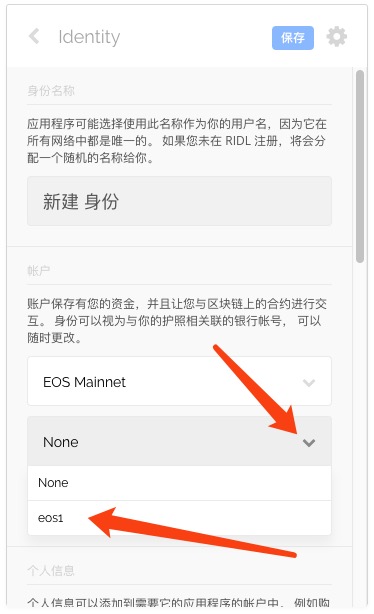 Identity
保存
身份名称
应用程序可能选择使用此名称作为你的用户名，因为它在
所有网络中都是唯一的。 如果您未在 RIDL 注册，将会分
配一个随机的名称给你。
新建 身份
帐户
账户保存有您的资金，并且让您与区块链上的合约进行交
互。 身份可以视为与你的护照相关联的银行帐号， 可以
随时更改。
EOS Mainnet
None
None
eos1
个人信息
个人信息可以添加到需要它的应用程序的帐户中， 例如购